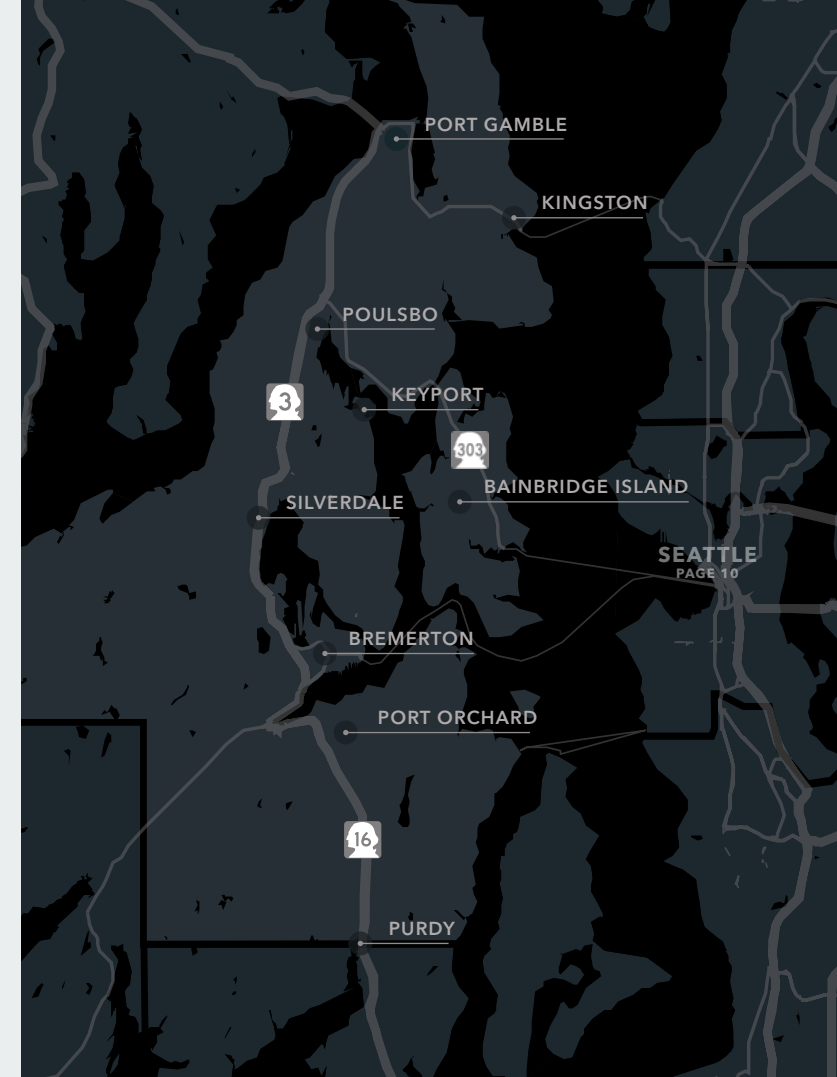 PORT GAMBLE
KINGSTON
POULSBO
KEYPORT
3
303
BAINBRIDGE ISLAND
SILVERDALE
SEATTLE
PAGE 10
BREMERTON
PORT ORCHARD
16
PURDY